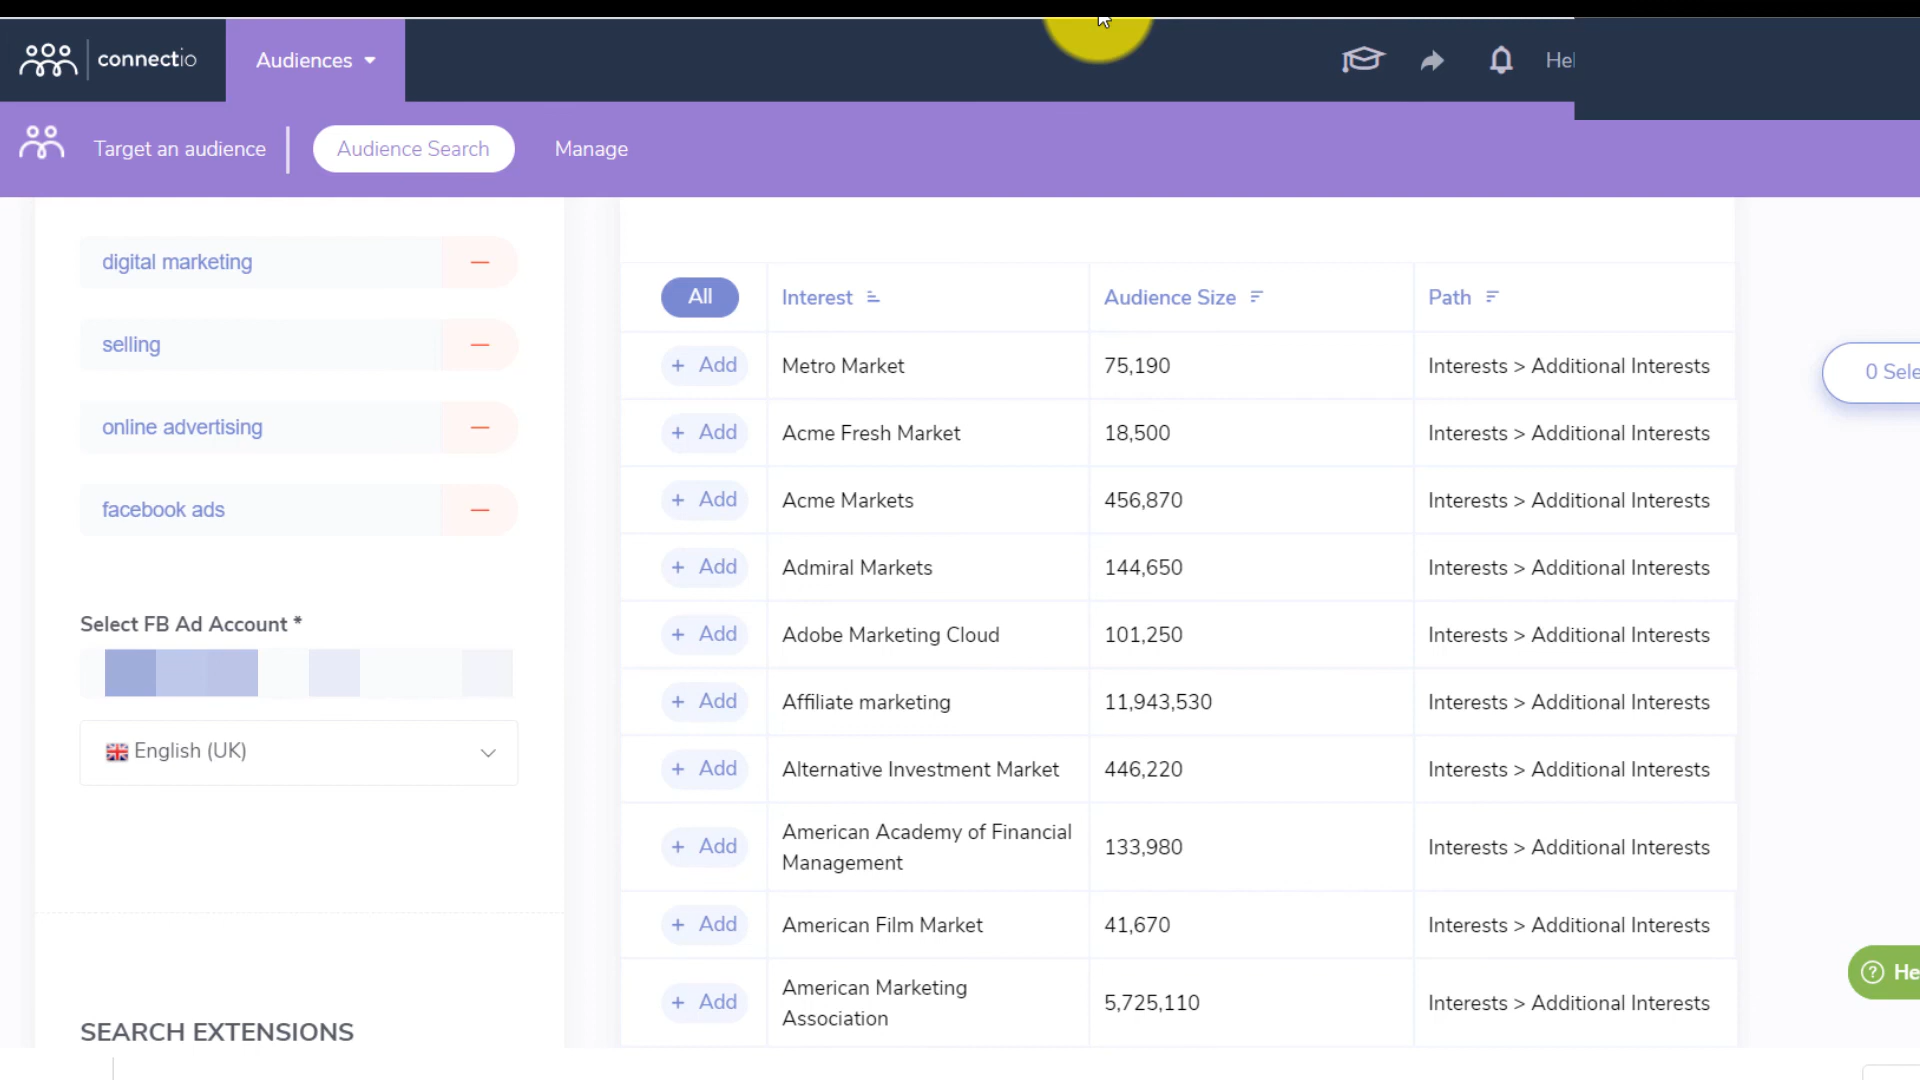 connectio
Audiences
Hel
Target an audience
Audience Search
Manage
digital marketing
selling
online advertising
facebook ads
Select FB Ad Account *
English (UK)
SEARCH EXTENSIONS
All Interest Audience Size Path
+ Add Metro Market 75,190 Interests > Additional Interests
+ Add Acme Fresh Market 18,500 Interests > Additional Interests
+ Add Acme Markets 456,870 Interests > Additional Interests
+ Add Admiral Markets 144,650 Interests > Additional Interests
+ Add Adobe Marketing Cloud 101,250 Interests > Additional Interests
+ Add Affiliate marketing 11,943,530 Interests > Additional Interests
+ Add Alternative Investment Market 446,220 Interests > Additional Interests
+ Add American Academy of Financial
Management 133,980 Interests > Additional Interests
+ Add American Film Market 41,670 Interests > Additional Interests
+ Add American Marketing
Association 5,725,110 Interests > Additional Interests
0 Sele
? He